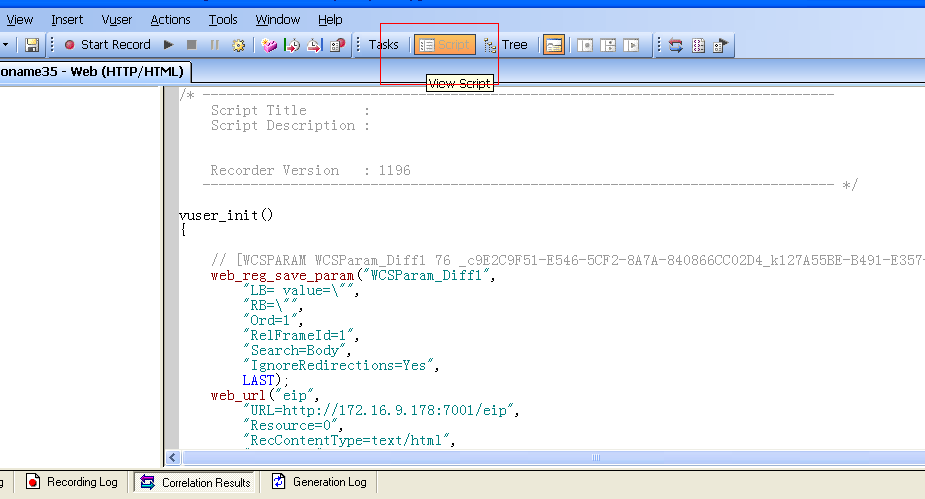 View Insert Vuser Actions Tools Window Help
Start Record Tasks Script Tree
oname35 - Web (HTTP/HTML)
View Script
/* -------------------------------------------------------------------------------
Script Title :
Script Description :
Recorder Version : 1196
------------------------------------------------------------------------------- */
vuser_init()
{
// [WCSPARAM WCSParam_Diff1 76 _c9E2C9F51-E546-5CF2-8A7A-840866CC02D4_k127A55BE-B491-E357-
web_reg_save_param("WCSParam_Diff1",
"LB= value=\"",
"RB=\"",
"Ord=1",
"RelFrameId=1",
"Search=Body",
"IgnoreRedirections=Yes",
LAST);
web_url("eip",
"URL=http://172.16.9.178:7001/eip",
"Resource=0",
"RecContentType=text/html",
g Recording Log Correlation Results Generation Log